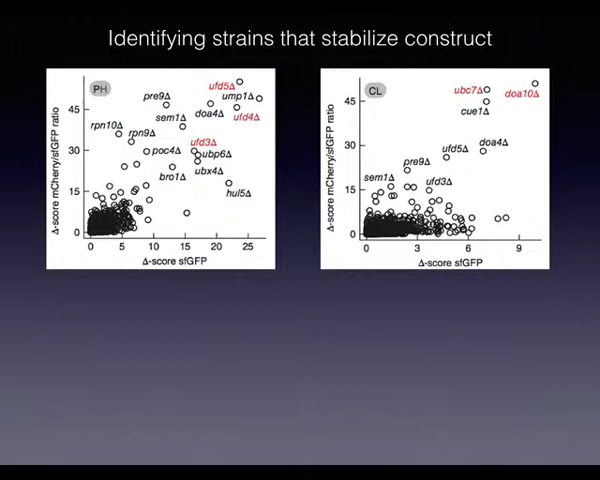 Identifying strains that stabilize construct
PH
Δ-score mCherry/sfGFP ratio
45
30
15
0
ufd5Δ
pre9Δ
ump1Δ
doa4Δ
ufd4Δ
sem1Δ
rpn10Δ
rpn9Δ
ufd3Δ
poc4Δ
ubp6Δ
ubx4Δ
bro1Δ
hul5Δ
0 5 10 15 20 25
Δ-score sfGFP
CL
Δ-score mCherry/sfGFP ratio
45
30
15
0
ubc7Δ
doa10Δ
cue1Δ
doa4Δ
ufd5Δ
pre9Δ
sem1Δ
ufd3Δ
0 3 6 9
Δ-score sfGFP